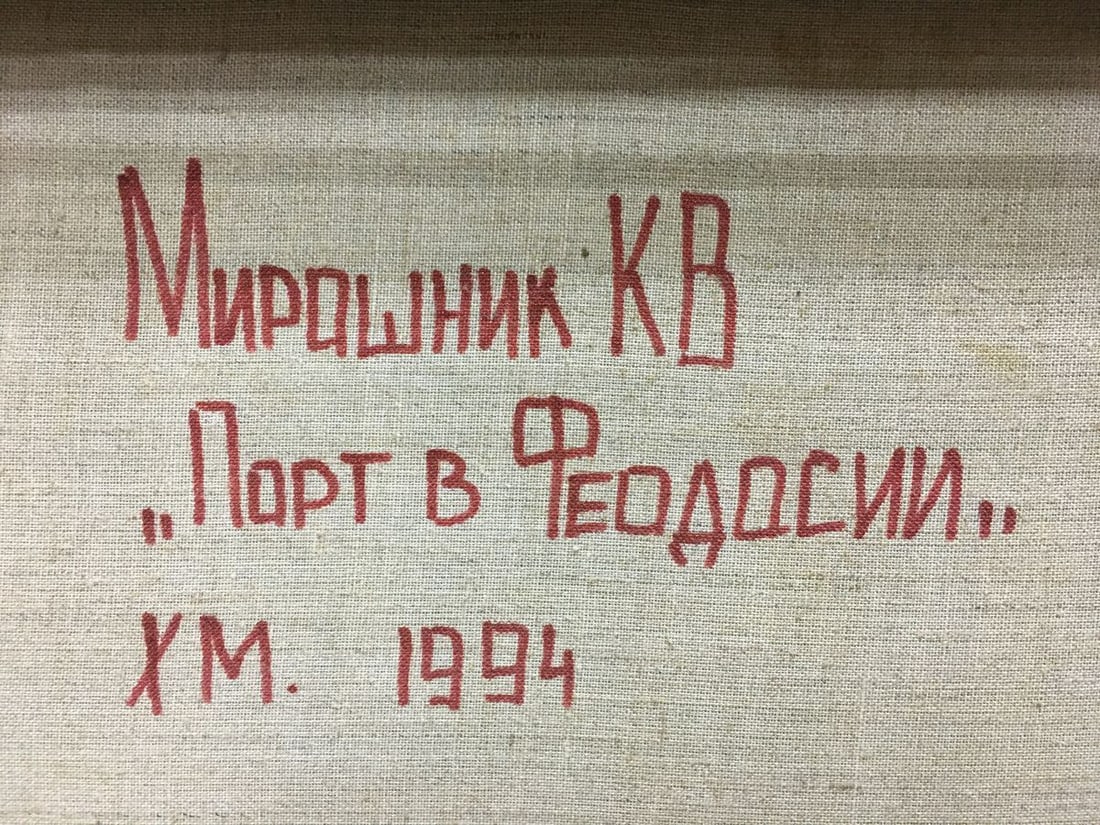 Мирошник КВ
„Порт в Феодосии"
ХМ. 1994